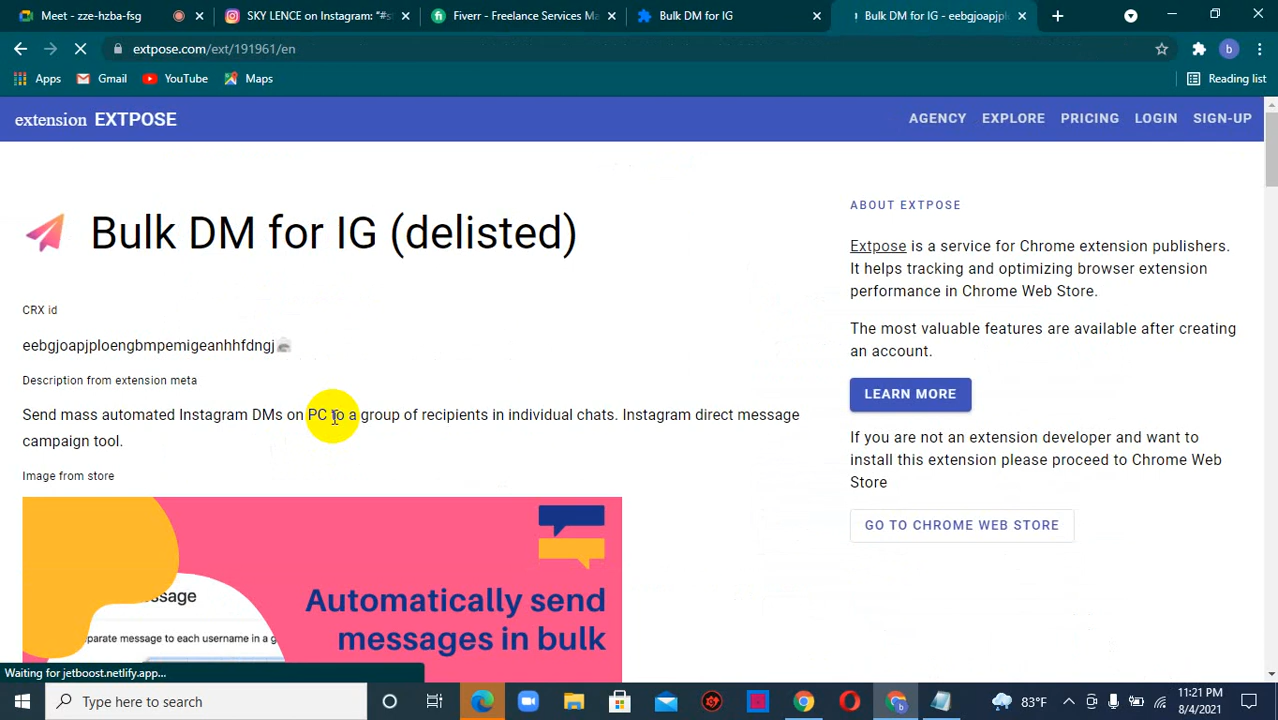 Meet - zze-hzba-fsg
SKY LENCE on Instagram: "#s
Fiverr - Freelance Services Ma
Bulk DM for IG
Bulk DM for IG - eebgjoapjpl
extpose.com/ext/191961/en
b
Apps
Gmail
YouTube
Maps
Reading list
extension EXTPOSE
AGENCY
EXPLORE
PRICING
LOGIN
SIGN-UP
Bulk DM for IG (delisted)
CRX id
eebgjoapjploengbmpemigeanhhfdngj
Description from extension meta
Send mass automated Instagram DMs on PC to a group of recipients in individual chats. Instagram direct message
campaign tool.
Image from store
essage
parate message to each username in a g
Automatically send
messages in bulk
ABOUT EXTPOSE
Extpose is a service for Chrome extension publishers.
It helps tracking and optimizing browser extension
performance in Chrome Web Store.
The most valuable features are available after creating
an account.
LEARN MORE
If you are not an extension developer and want to
install this extension please proceed to Chrome Web
Store
GO TO CHROME WEB STORE
Waiting for jetboost.netlify.app...
Type here to search
83°F
11:21 PM
8/4/2021